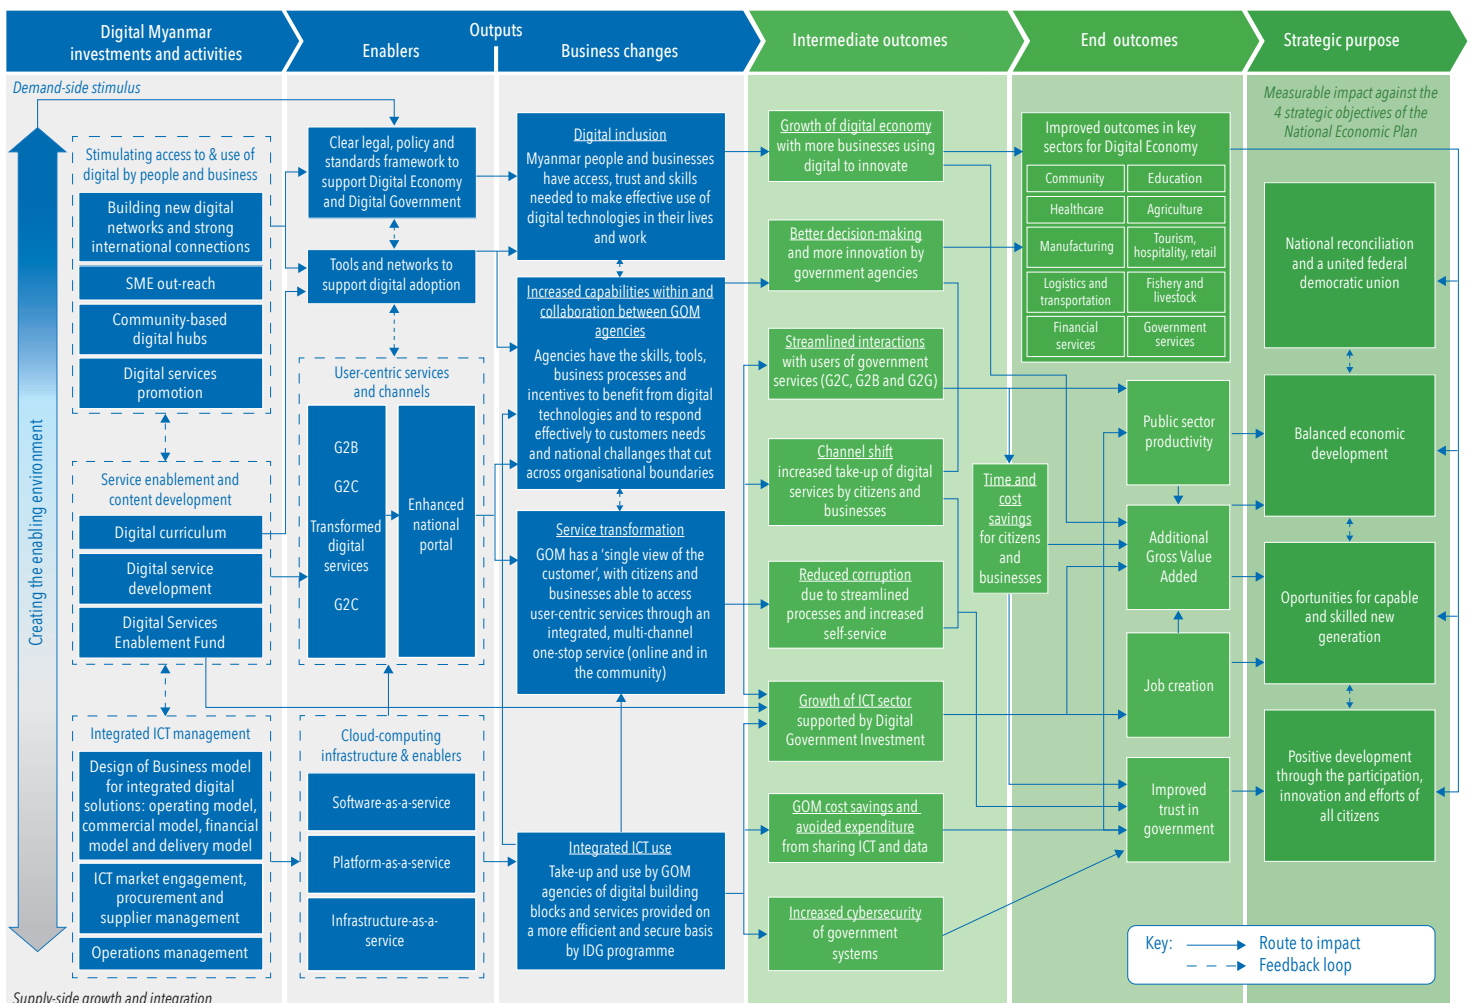 Digital Myanmar
investments and activities
Outputs
Enablers
Business changes
Intermediate outcomes
End outcomes
Strategic purpose
Demand-side stimulus
Creating the enabling environment
Stimulating access to & use of
digital by people and business
Building new digital
networks and strong
international connections
SME out-reach
Community-based
digital hubs
Digital services
promotion
Service enablement and
content development
Digital curriculum
Digital service
development
Digital Services
Enablement Fund
Integrated ICT management
Design of Business model
for integrated digital
solutions: operating model,
commercial model, financial
model and delivery model
ICT market engagement,
procurement and
supplier management
Operations management
Supply-side growth and integration
Clear legal, policy and
standards framework to
support Digital Economy
and Digital Government
Tools and networks to
support digital adoption
User-centric services
and channels
G2B
G2C
Transformed
digital
services
G2C
Enhanced
national
portal
Cloud-computing
infrastructure & enablers
Software-as-a-service
Platform-as-a-service
Infrastructure-as-a-
service
Digital inclusion
Myanmar people and businesses
have access, trust and skills
needed to make effective use of
digital technologies in their lives
and work
Increased capabilities within and
collaboration between GOM
agencies
Agencies have the skills, tools,
business processes and
incentives to benefit from digital
technologies and to respond
effectively to customers needs
and national challenges that cut
across organisational boundaries
Service transformation
GOM has a ‘single view of the
customer’, with citizens and
businesses able to access
user-centric services through an
integrated, multi-channel
one-stop service (online and in
the community)
Integrated ICT use
Take-up and use by GOM
agencies of digital building
blocks and services provided on
a more efficient and secure basis
by IDG programme
Growth of digital economy
with more businesses using
digital to innovate
Better decision-making
and more innovation by
government agencies
Streamlined interactions
with users of government
services (G2C, G2B and G2G)
Channel shift
increased take-up of digital
services by citizens and
businesses
Reduced corruption
due to streamlined
processes and increased
self-service
Growth of ICT sector
supported by Digital
Government Investment
GOM cost savings and
avoided expenditure
from sharing ICT and data
Increased cybersecurity
of government
systems
Time and
cost
savings
for citizens
and
businesses
Improved outcomes in key
sectors for Digital Economy
Community
Education
Healthcare
Agriculture
Manufacturing
Tourism,
hospitality, retail
Logistics and
transportation
Fishery and
livestock
Financial
services
Government
services
Public sector
productivity
Additional
Gross Value
Added
Job creation
Improved
trust in
government
Measurable impact against the
4 strategic objectives of the
National Economic Plan
National reconciliation
and a united federal
democratic union
Balanced economic
development
Oportunities for capable
and skilled new
generation
Positive development
through the participation,
innovation and efforts of
all citizens
Key:
Route to impact
Feedback loop